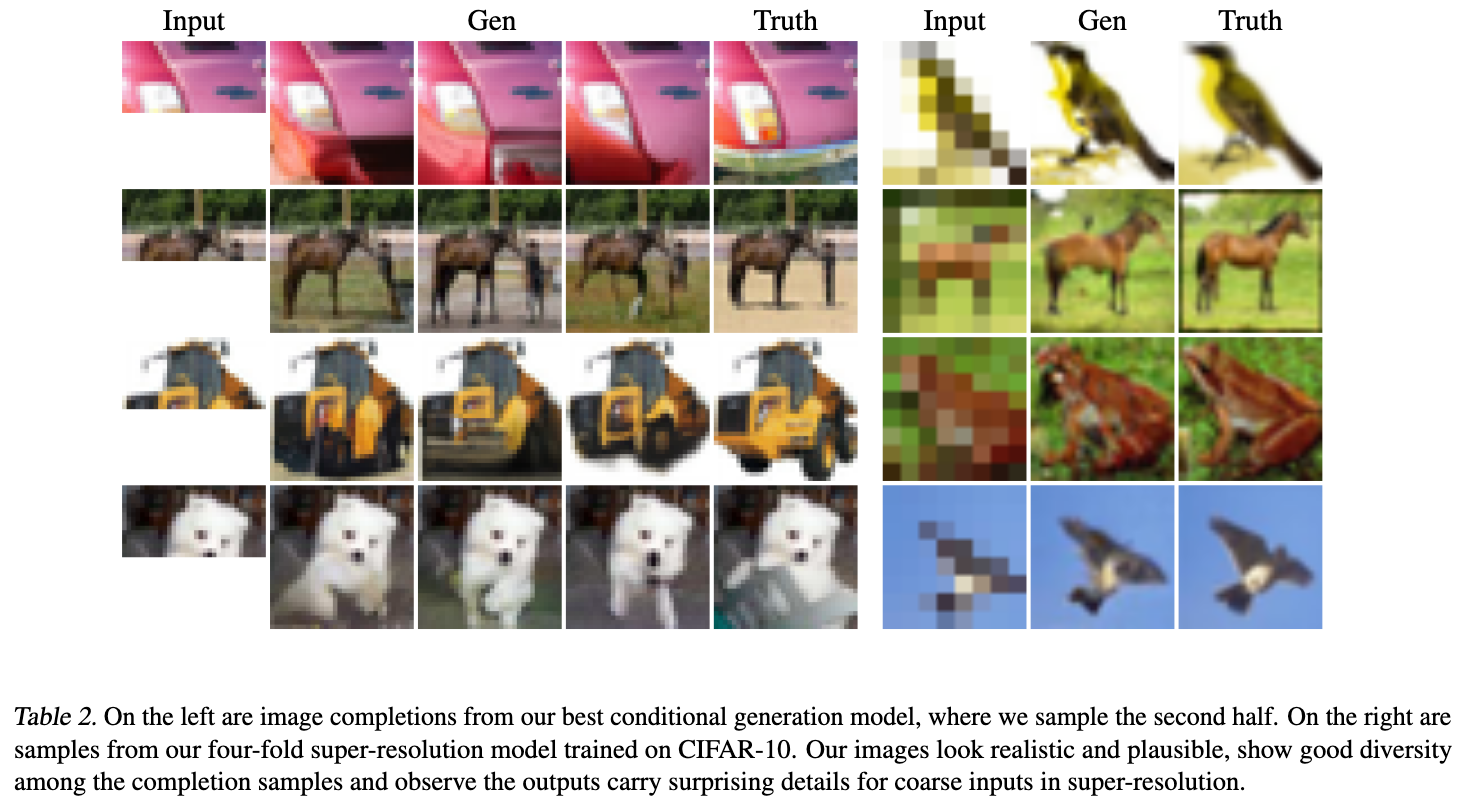 Input Gen Truth Input Gen Truth
Table 2. On the left are image completions from our best conditional generation model, where we sample the second half. On the right are
samples from our four-fold super-resolution model trained on CIFAR-10. Our images look realistic and plausible, show good diversity
among the completion samples and observe the outputs carry surprising details for coarse inputs in super-resolution.